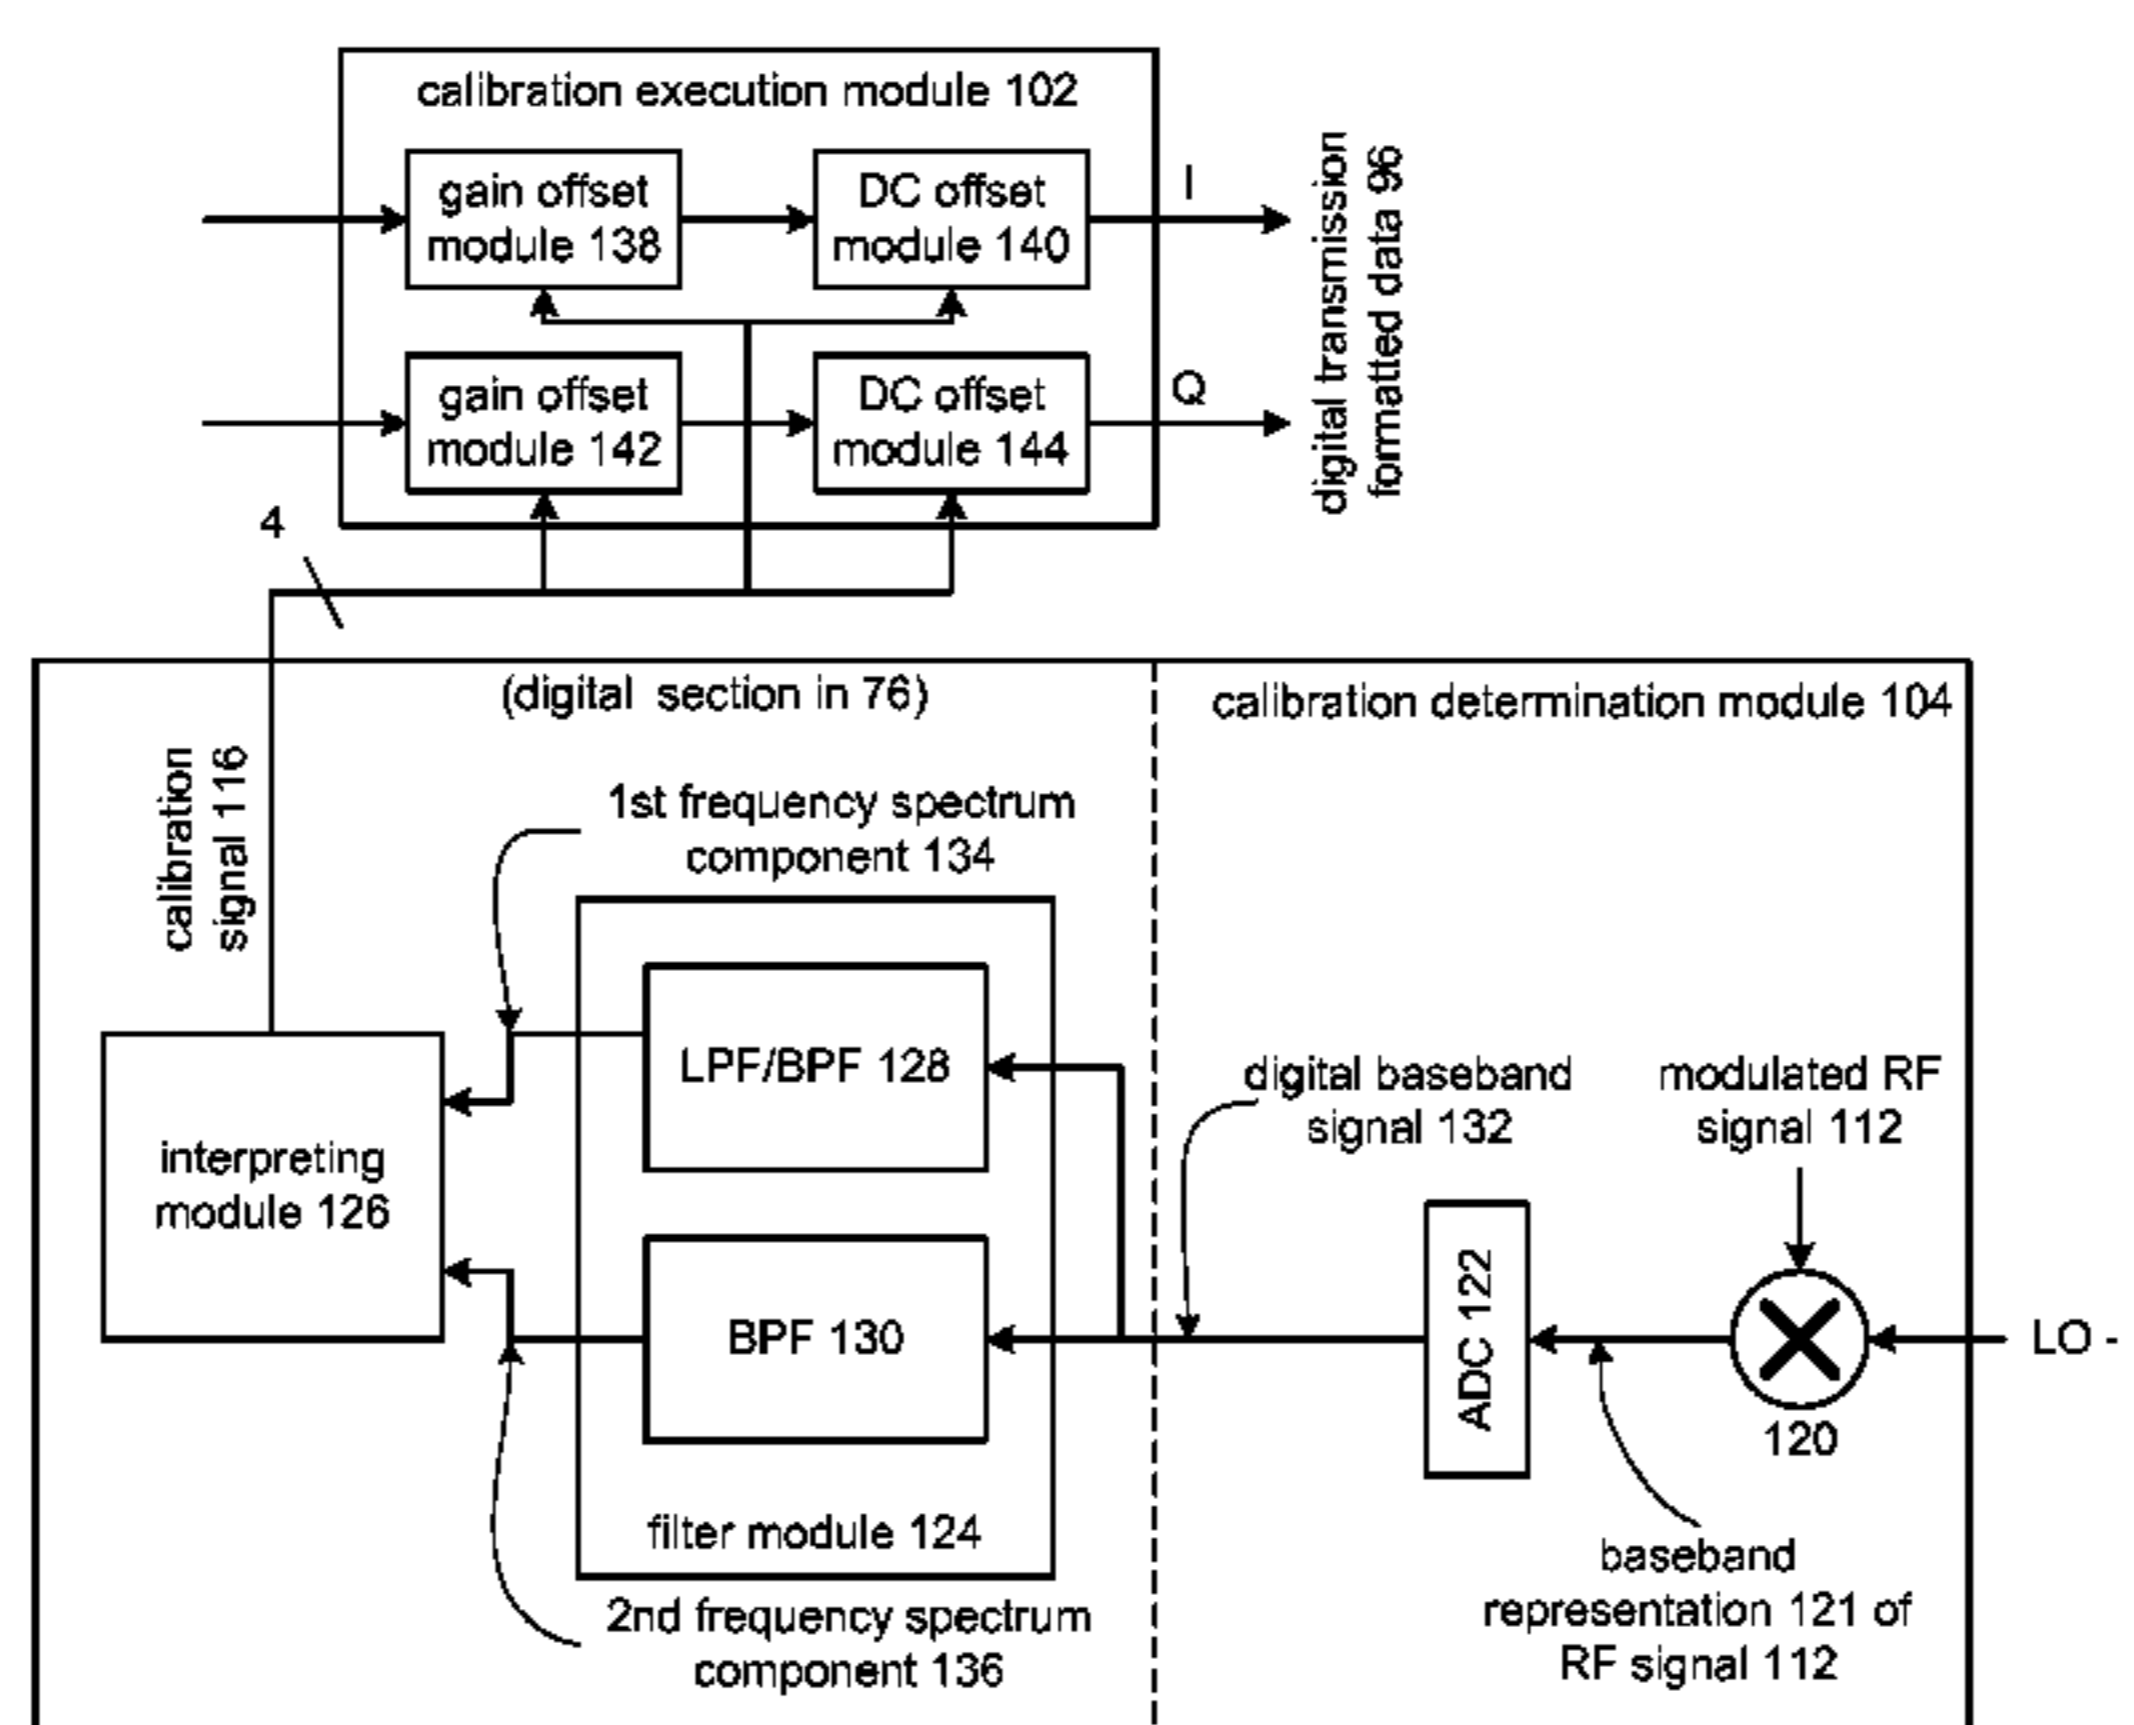 calibration execution module 102
gain offset
module 138
DC offset
module 140
I
gain offset
module 142
DC offset
module 144
Q
digital transmission
formatted data 96
4
(digital section in 76)
calibration determination module 104
calibration
signal 116
1st frequency spectrum
component 134
LPF/BPF 128
digital baseband
signal 132
modulated RF
signal 112
interpreting
module 126
BPF 130
ADC 122
LO -
120
filter module 124
baseband
representation 121 of
RF signal 112
2nd frequency spectrum
component 136